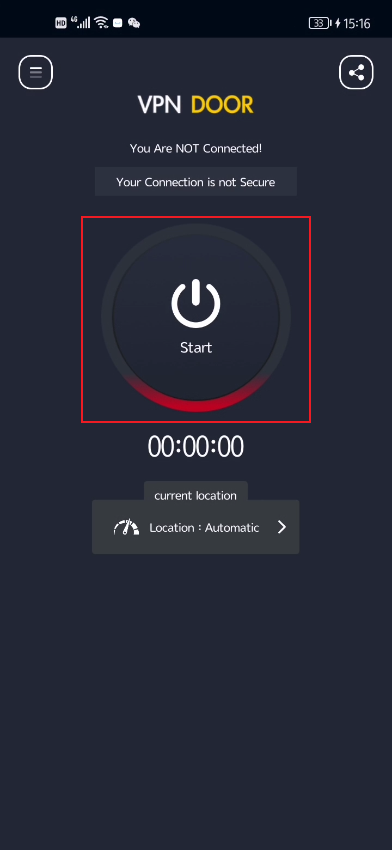 HD 4G 33 15:16
VPN DOOR
You Are NOT Connected!
Your Connection is not Secure
Start
00:00:00
current location
Location : Automatic